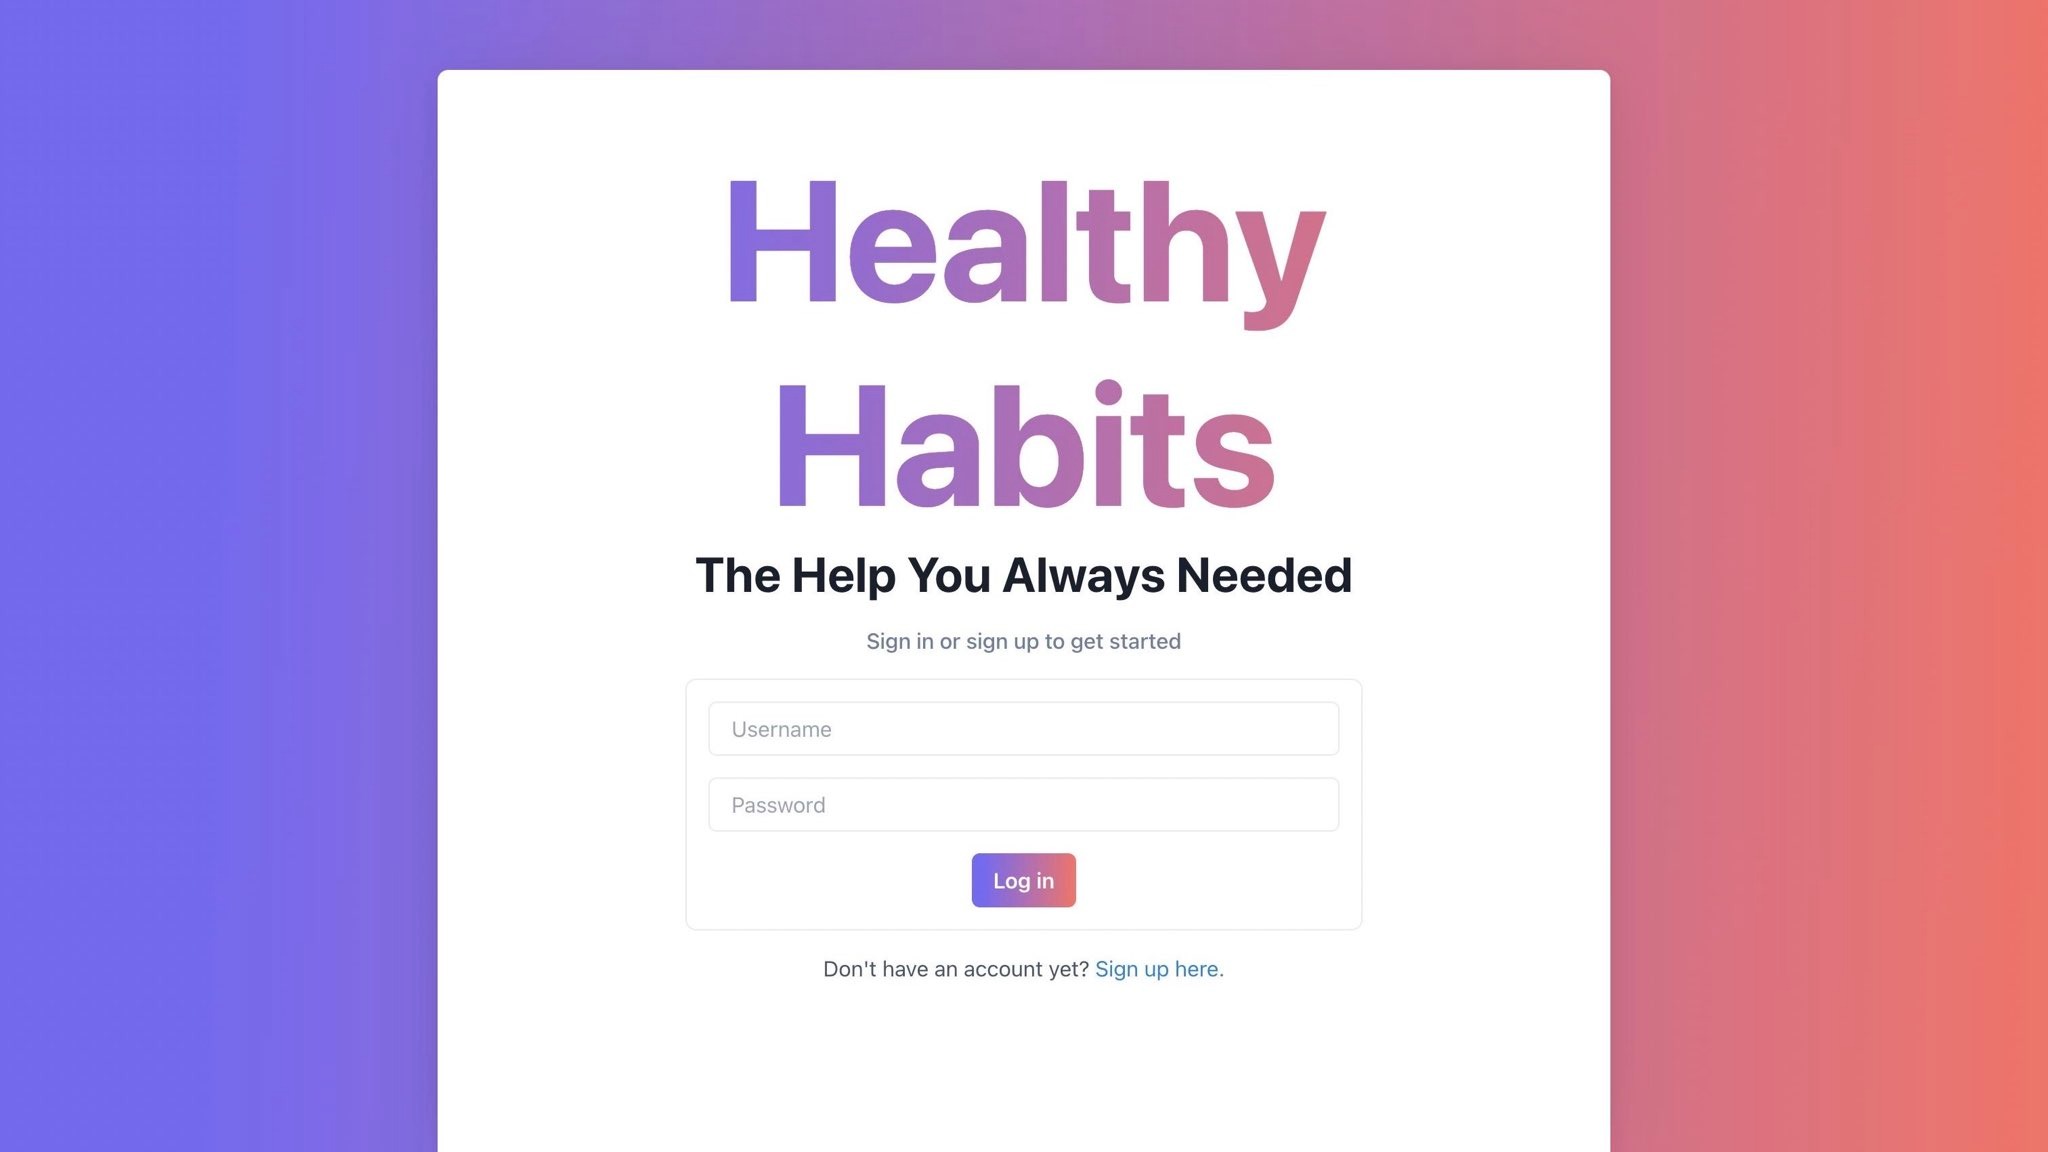 Healthy
Habits
The Help You Always Needed
Sign in or sign up to get started
Username
Password
Log in
Don't have an account yet? Sign up here.